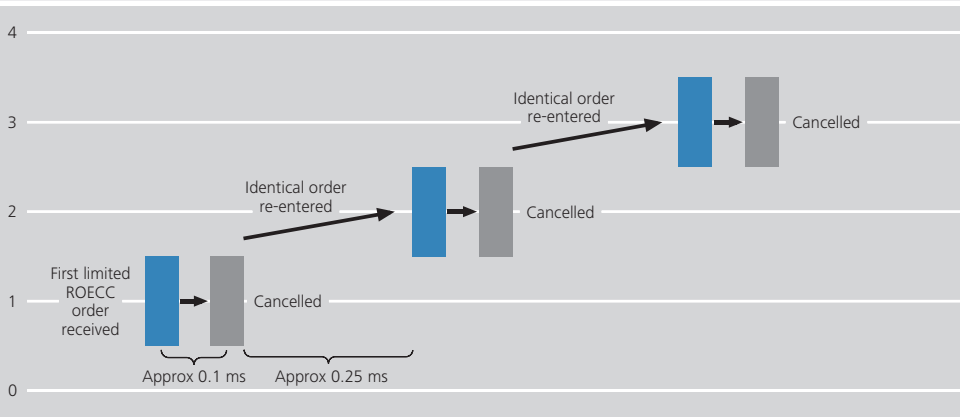 4
Identical order
re-entered
3
Cancelled
Identical order
re-entered
2
Cancelled
First limited
ROECC
order
received
1
Cancelled
Approx 0.1 ms
Approx 0.25 ms
0